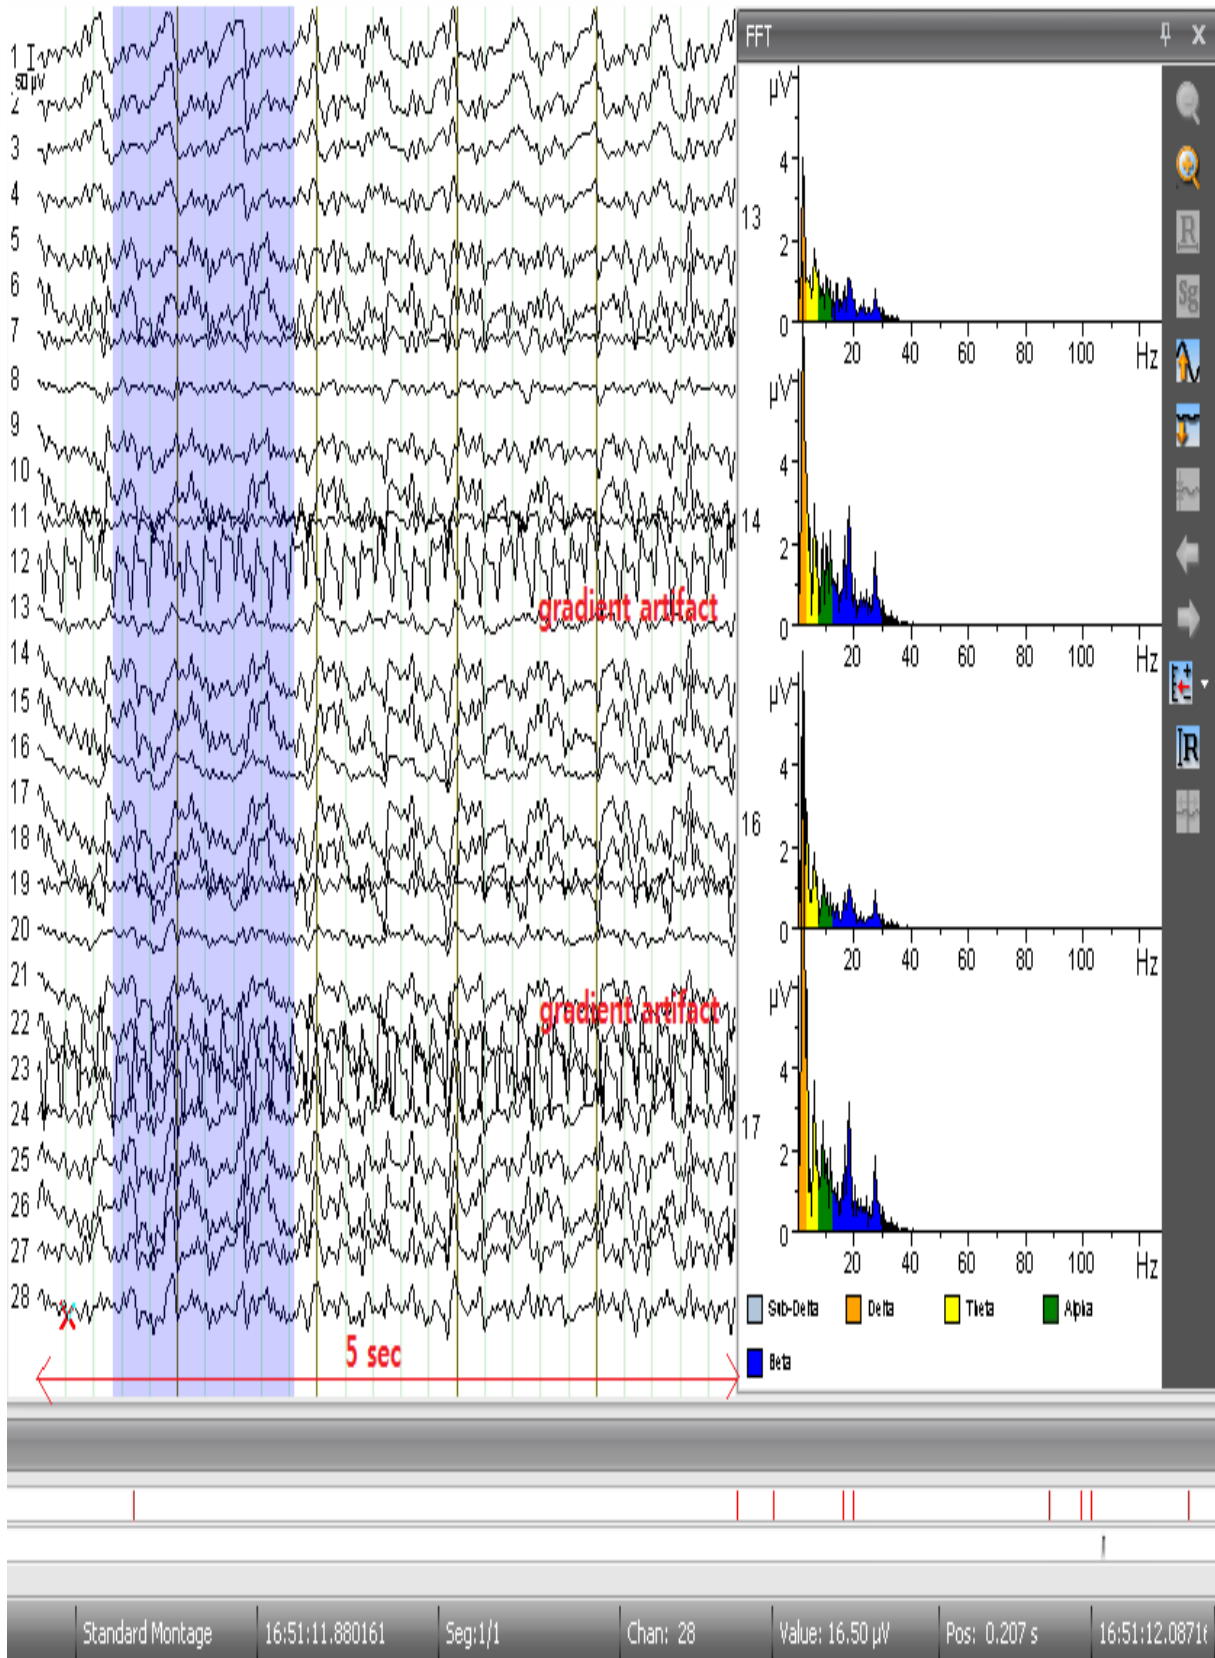 FFT
1
50 µV
2
3
4
5
6
7
8
9
10
11
12
13
gradient artifact
14
15
16
17
18
19
20
21
22
gradient artifact
23
24
25
26
27
28
5 sec
µV
4
13
2
0
20 40 60 80 100 Hz
µV
4
14
2
0
20 40 60 80 100 Hz
µV
4
16
2
0
20 40 60 80 100 Hz
µV
4
17
2
0
20 40 60 80 100 Hz
Sub-Delta Delta Theta Alpha
Beta
R
Sg
R
Standard Montage 16:51:11.880161 Seg:1/1 Chan: 28 Value: 16.50 µV Pos: 0.207 s